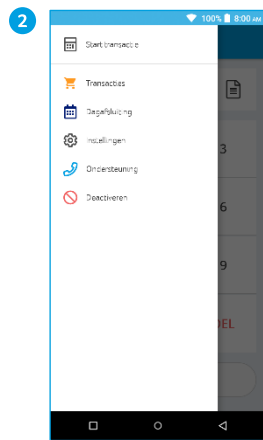 2
100% 8:00 AM
Start transactie
Transacties
3
Dagafsluiting
Instellingen
6
Ondersteuning
Deactiveren
9
DEL